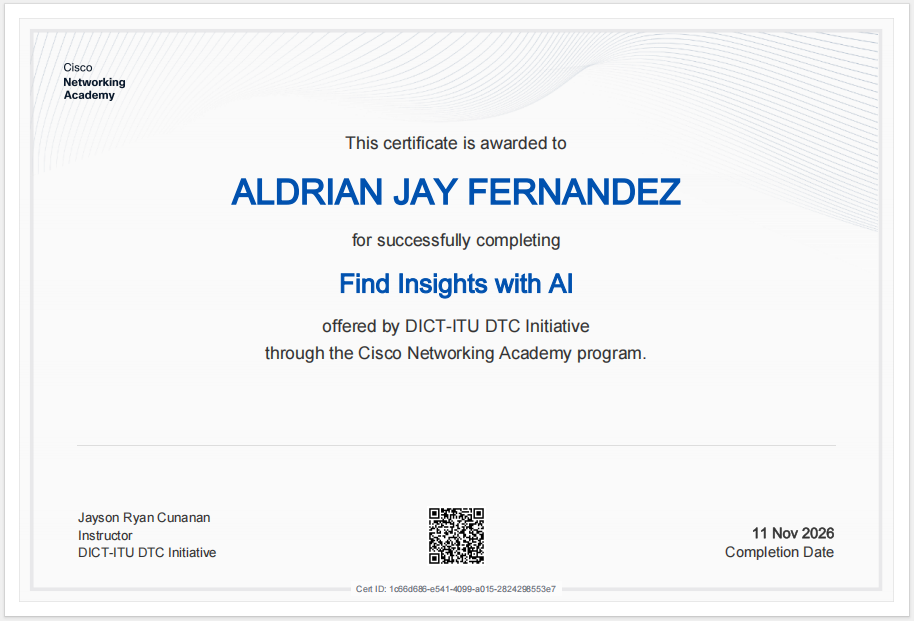 Cisco
Networking
Academy
This certificate is awarded to
ALDRIAN JAY FERNANDEZ
for successfully completing
Find Insights with AI
offered by DICT-ITU DTC Initiative
through the Cisco Networking Academy program.
Jayson Ryan Cunanan
Instructor
DICT-ITU DTC Initiative
11 Nov 2026
Completion Date
Cert ID: 1c66d686-e541-4099-a015-2824298553e7